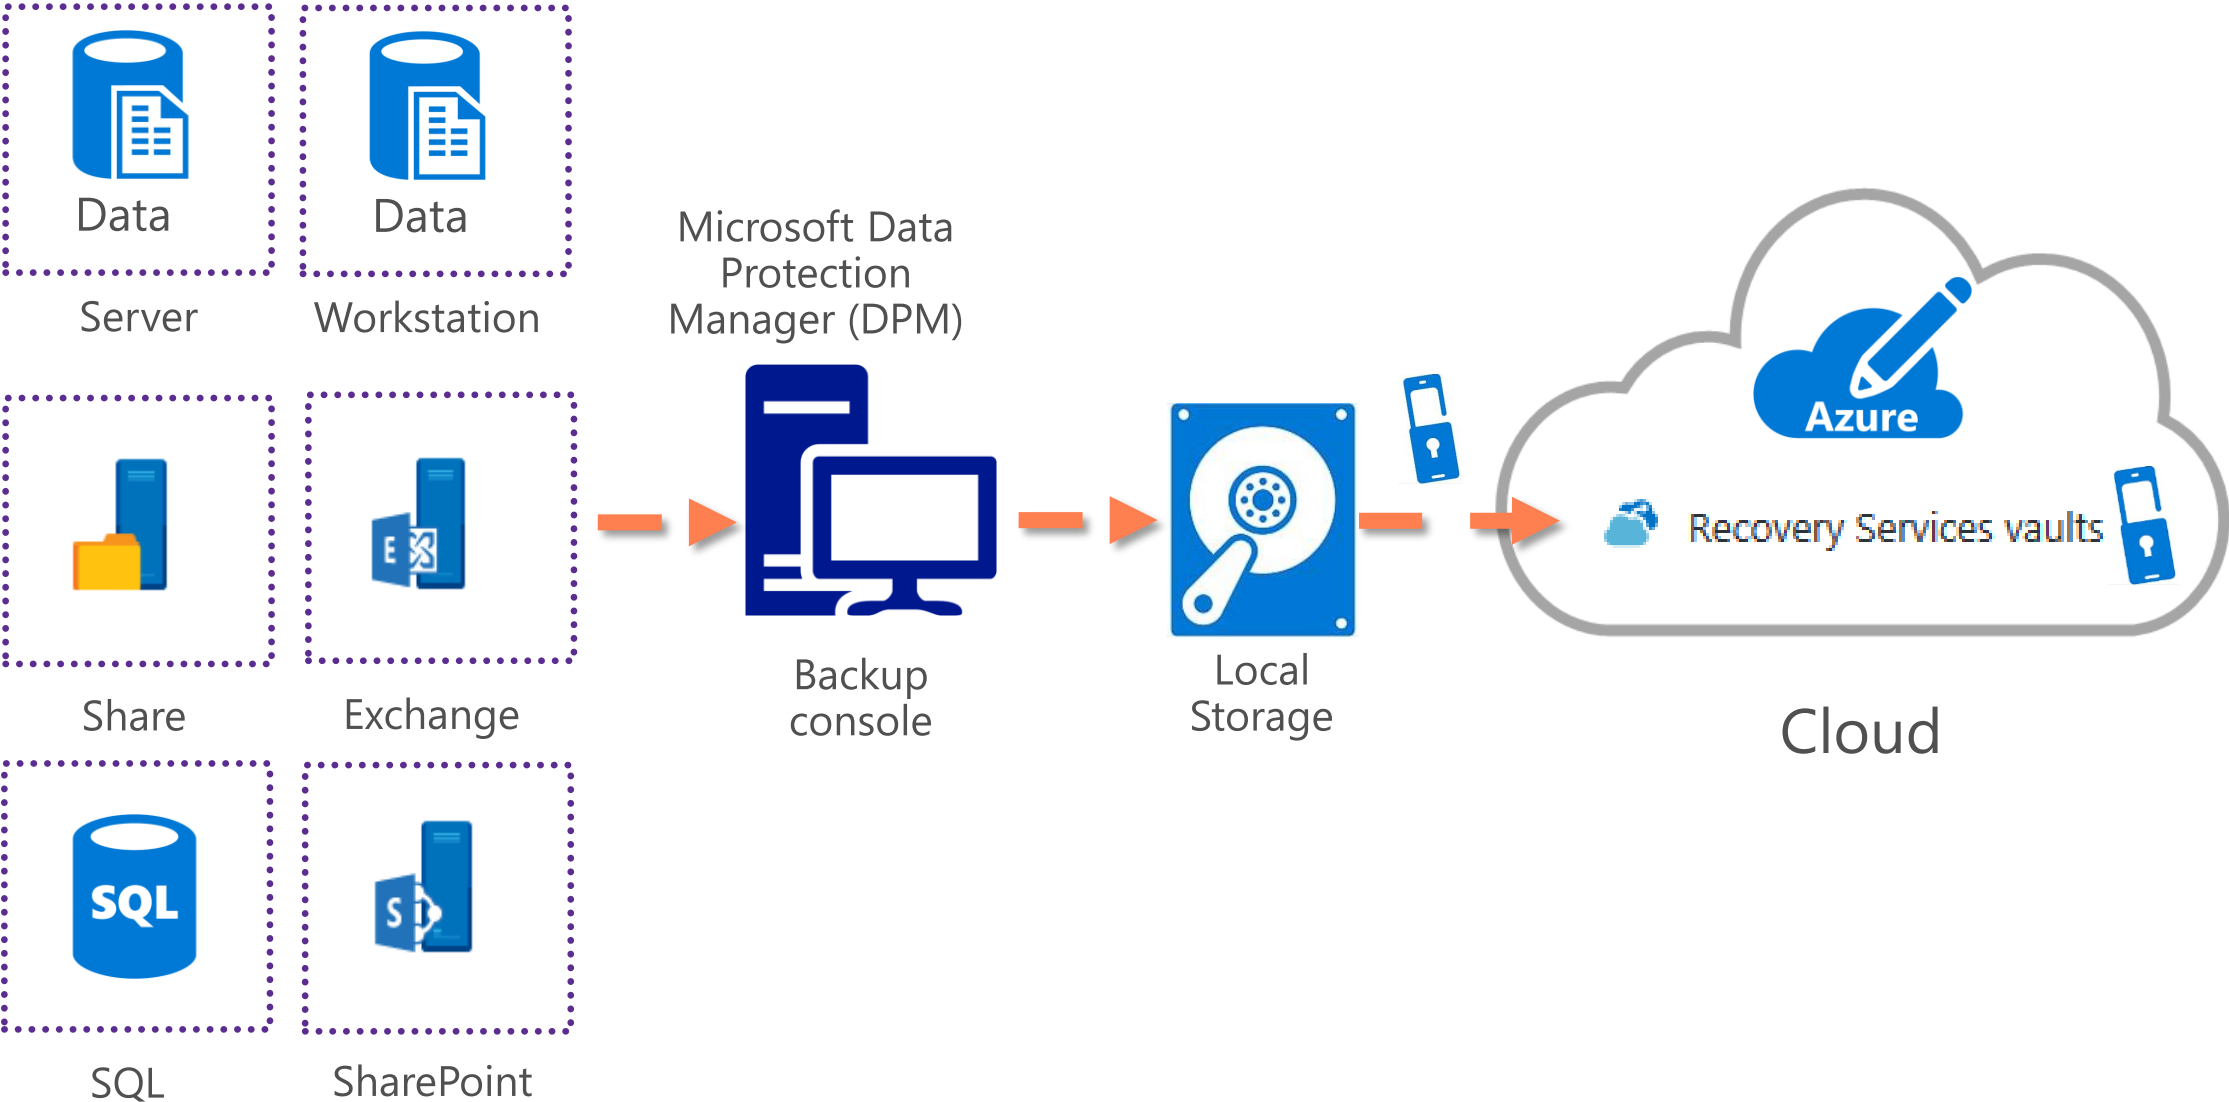 Data
Data
Server
Workstation
Microsoft Data
Protection
Manager (DPM)
Azure
E
Recovery Services vaults
Share
Exchange
Backup
console
Local
Storage
Cloud
SQL
S
SQL
SharePoint